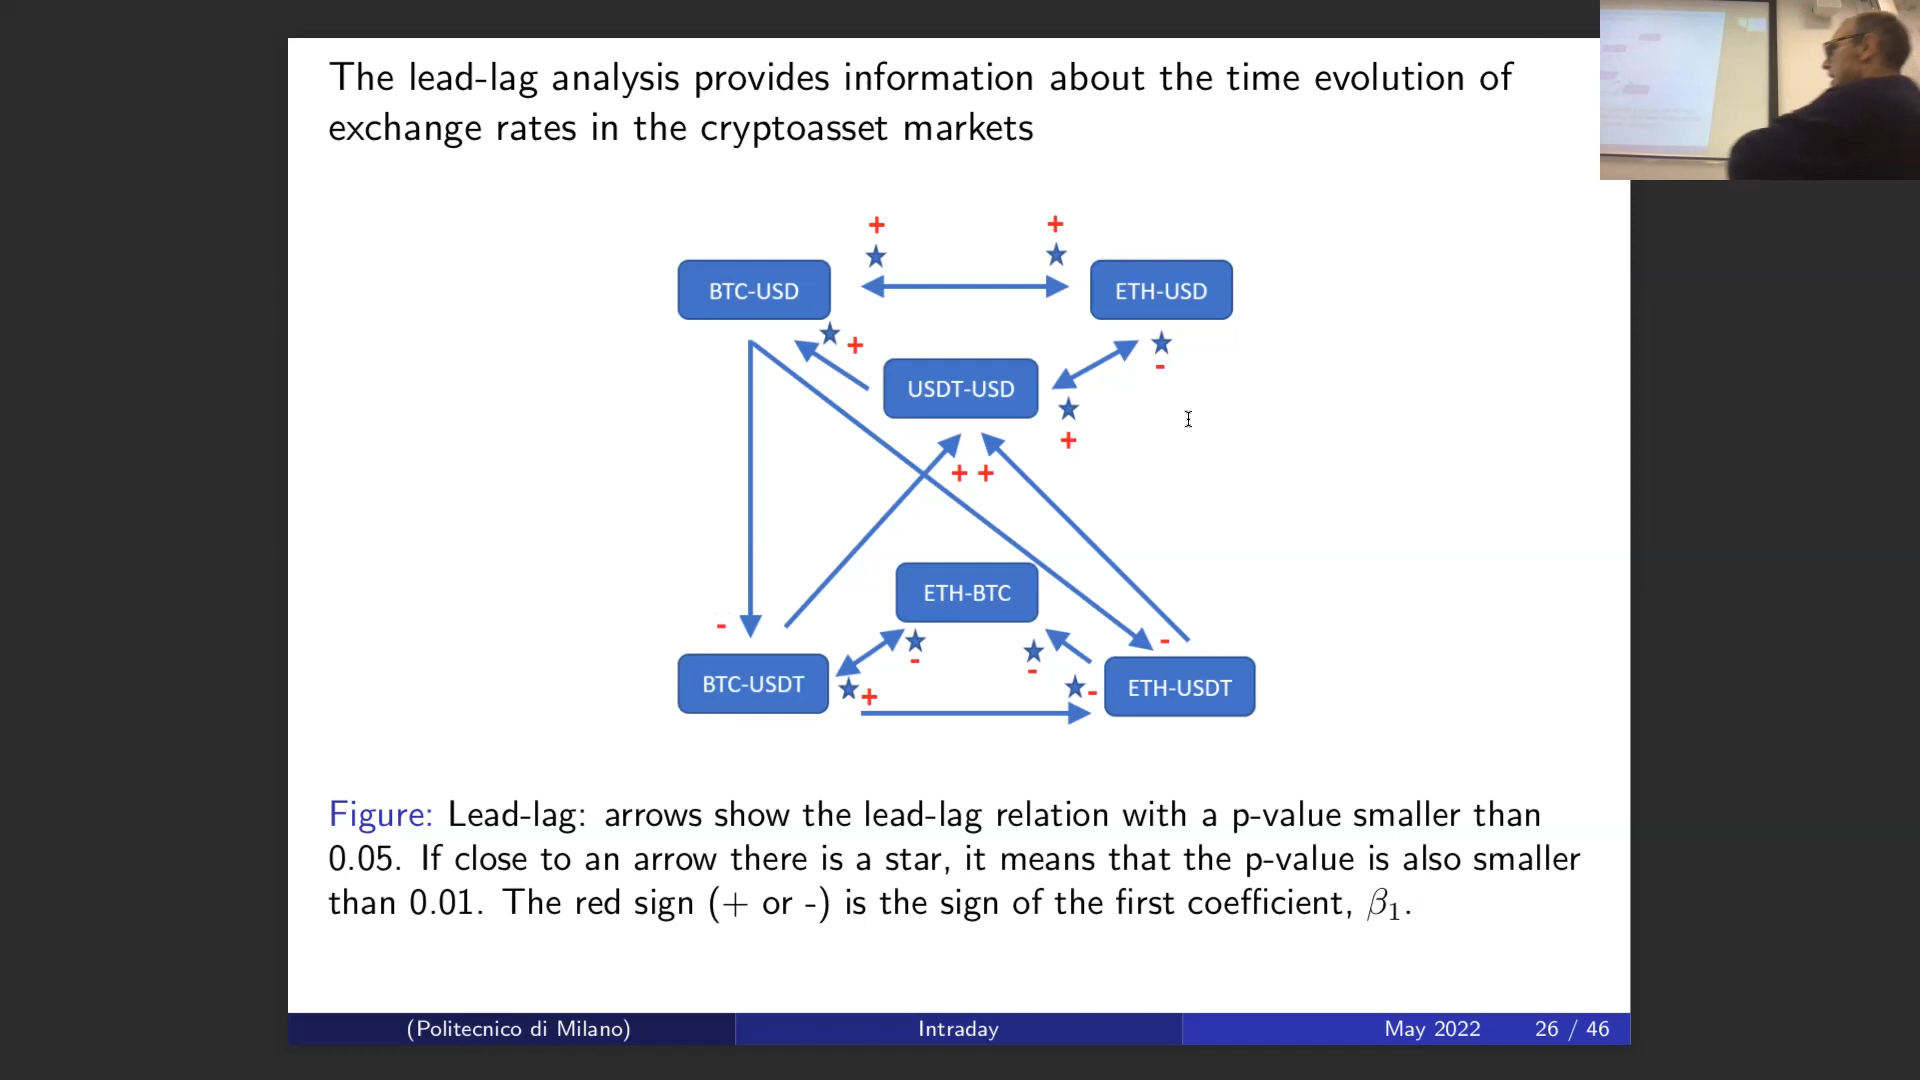 The lead-lag analysis provides information about the time evolution of
exchange rates in the cryptoasset markets
+ +
BTC-USD ETH-USD
+
-
USDT-USD
+
+ +
ETH-BTC
- -
- -
BTC-USDT + - ETH-USDT
Figure: Lead-lag: arrows show the lead-lag relation with a p-value smaller than
0.05. If close to an arrow there is a star, it means that the p-value is also smaller
than 0.01. The red sign (+ or -) is the sign of the first coefficient, β₁.
(Politecnico di Milano) Intraday May 2022 26 / 46